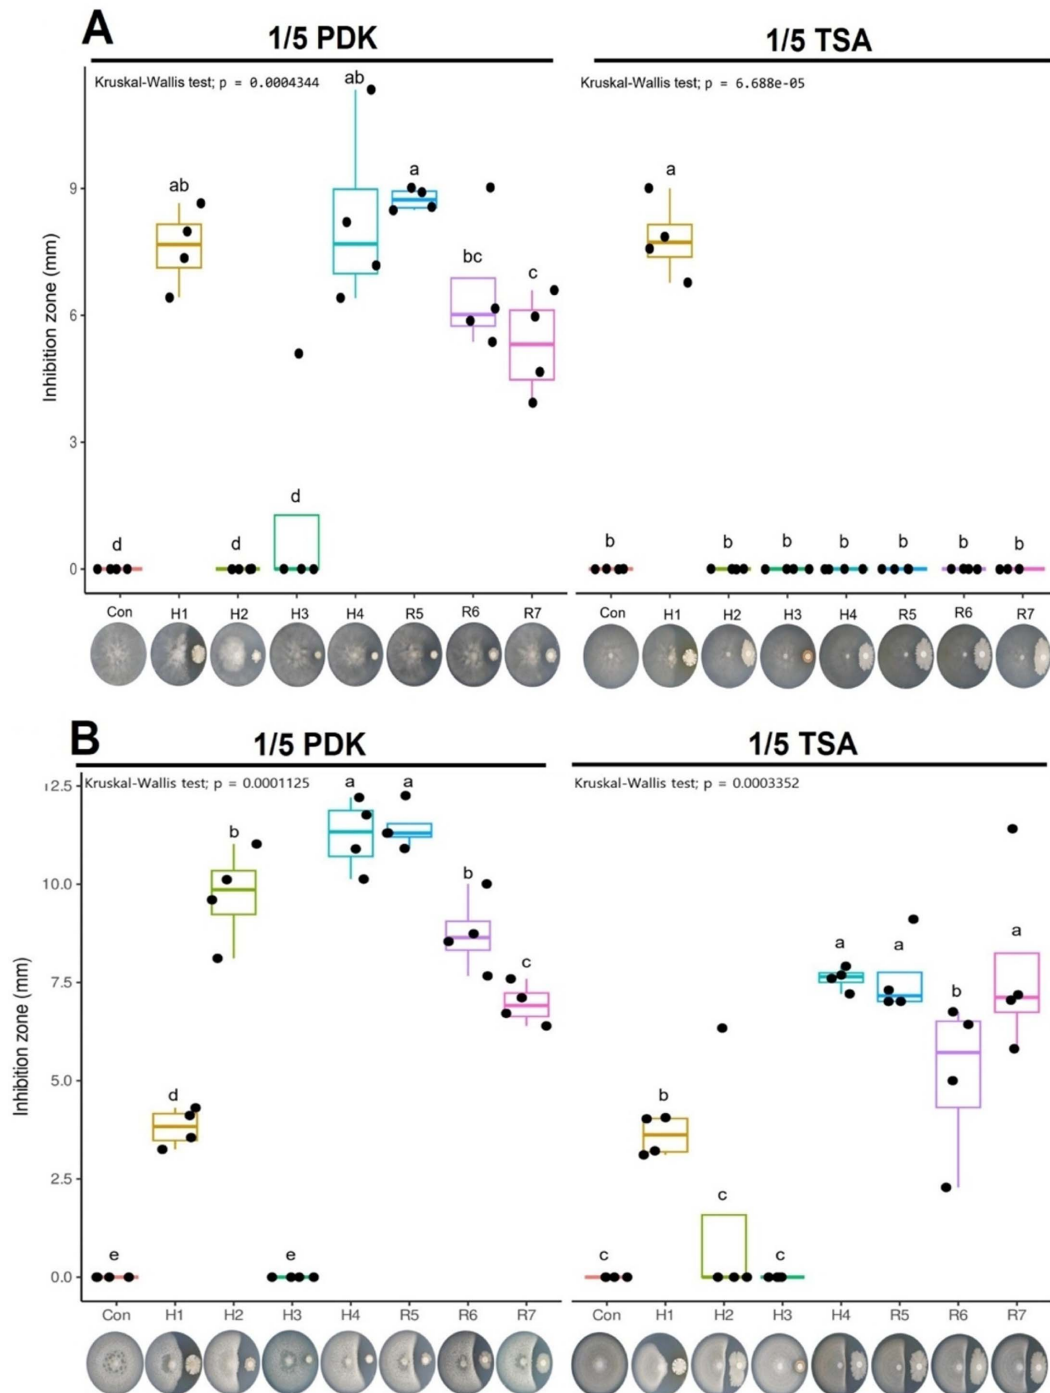 A
1/5 PDK
1/5 TSA
Kruskal-Wallis test; p = 0.0004344
Kruskal-Wallis test; p = 6.688e-05
ab
ab
a
bc
c
d
d
d
a
b
b
b
b
b
b
b
Inhibition zone (mm)
9
6
3
0
Con H1 H2 H3 H4 R5 R6 R7
Con H1 H2 H3 H4 R5 R6 R7
B
1/5 PDK
1/5 TSA
Kruskal-Wallis test; p = 0.0001125
Kruskal-Wallis test; p = 0.0003352
a
a
b
b
c
d
e
e
a
a
a
b
b
c
c
c
Inhibition zone (mm)
12.5
10.0
7.5
5.0
2.5
0.0
Con H1 H2 H3 H4 R5 R6 R7
Con H1 H2 H3 H4 R5 R6 R7